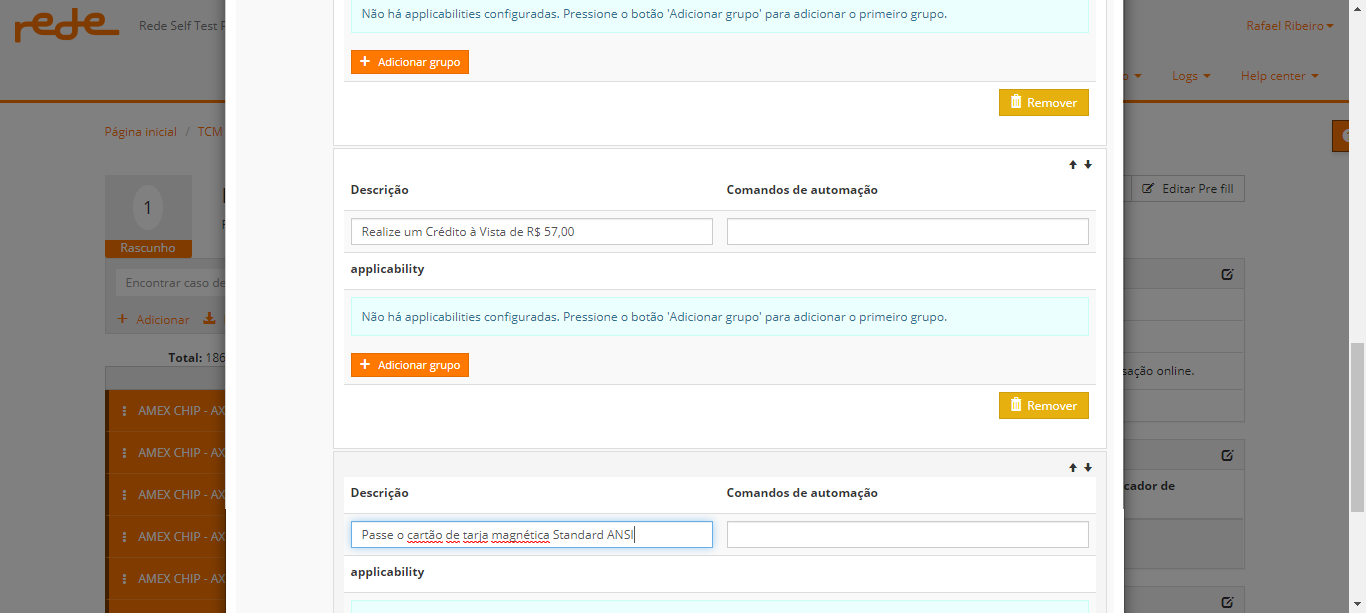 Não há applicabilities configuradas. Pressione o botão 'Adicionar grupo' para adicionar o primeiro grupo.
rede
Rede Self Test
Rafael Ribeiro
+ Adicionar grupo
Logs
Help center
Remover
Página inicial / TCM
1
Descrição
Comandos de automação
Editar Pre fill
Realize um Crédito à Vista de R$ 57,00
Rascunho
applicability
Encontrar caso de
Não há applicabilities configuradas. Pressione o botão 'Adicionar grupo' para adicionar o primeiro grupo.
+ Adicionar
Total: 186
+ Adicionar grupo
online.
Remover
AMEX CHIP - AX
AMEX CHIP - AX
AMEX CHIP - AX
Descrição
Comandos de automação
de
Passe o cartão de tarja magnética Standard ANSI
AMEX CHIP - AX
applicability
AMEX CHIP - AX